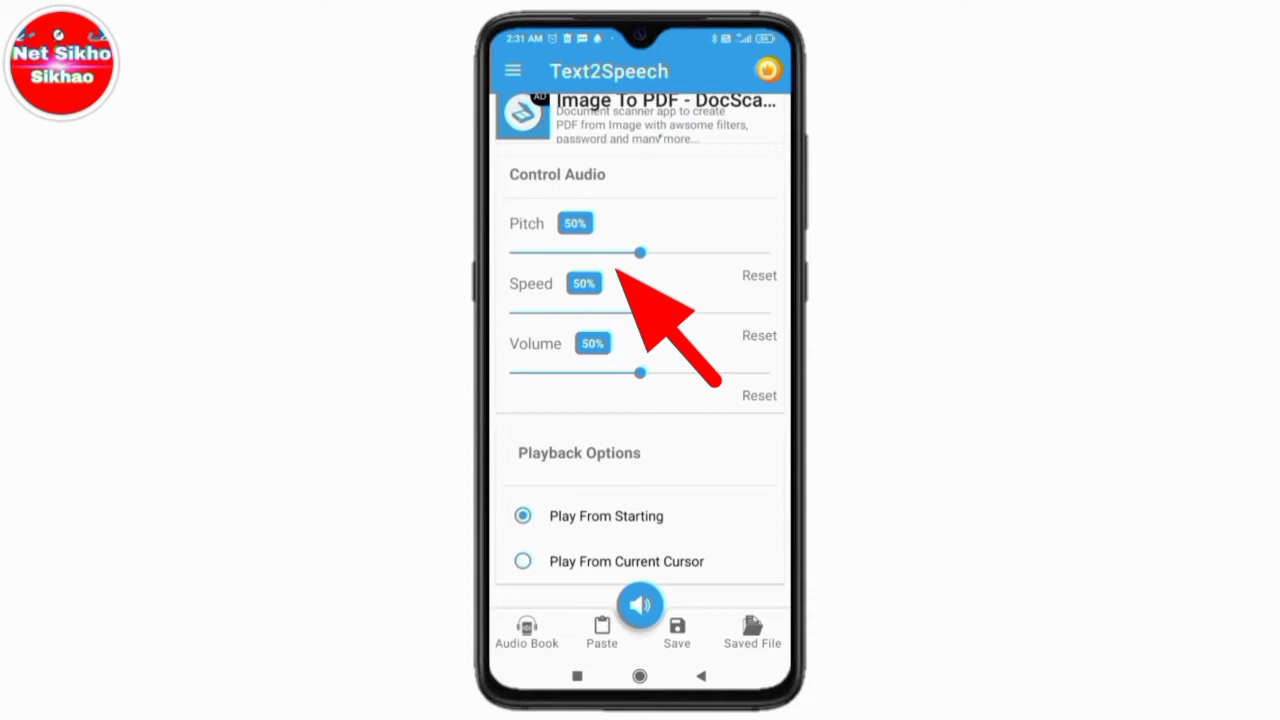 Net Sikho
Sikhao
2:31 AM
Text2Speech
AD
Image To PDF - DocSca...
Document scanner app to create
PDF from Image with awsome filters,
password and many more...
Control Audio
Pitch 50%
Reset
Speed 50%
Reset
Volume 50%
Reset
Playback Options
Play From Starting
Play From Current Cursor
Audio Book Paste Save Saved File